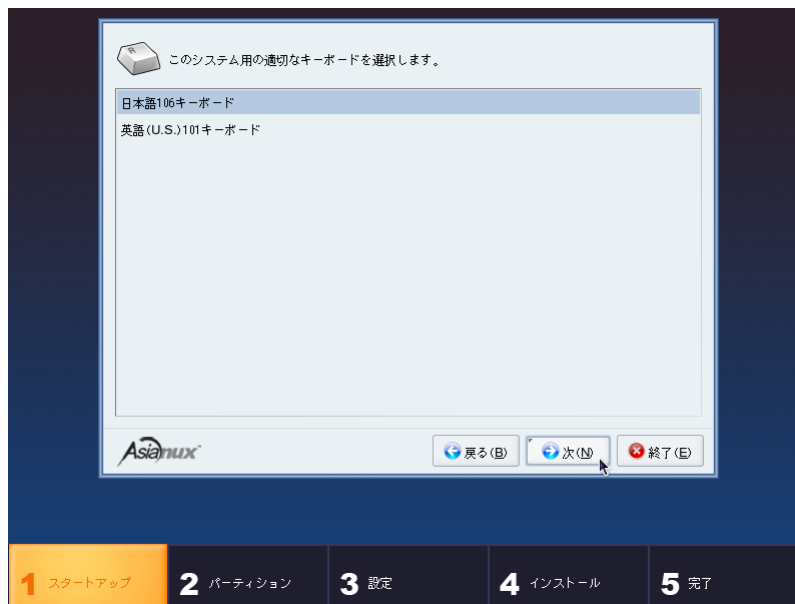 このシステム用の適切なキーボードを選択します。
日本語106キーボード
英語(U.S.)101キーボード
Asianux
戻る(B)
次(N)
終了(E)
1 スタートアップ
2 パーティション
3 設定
4 インストール
5 完了